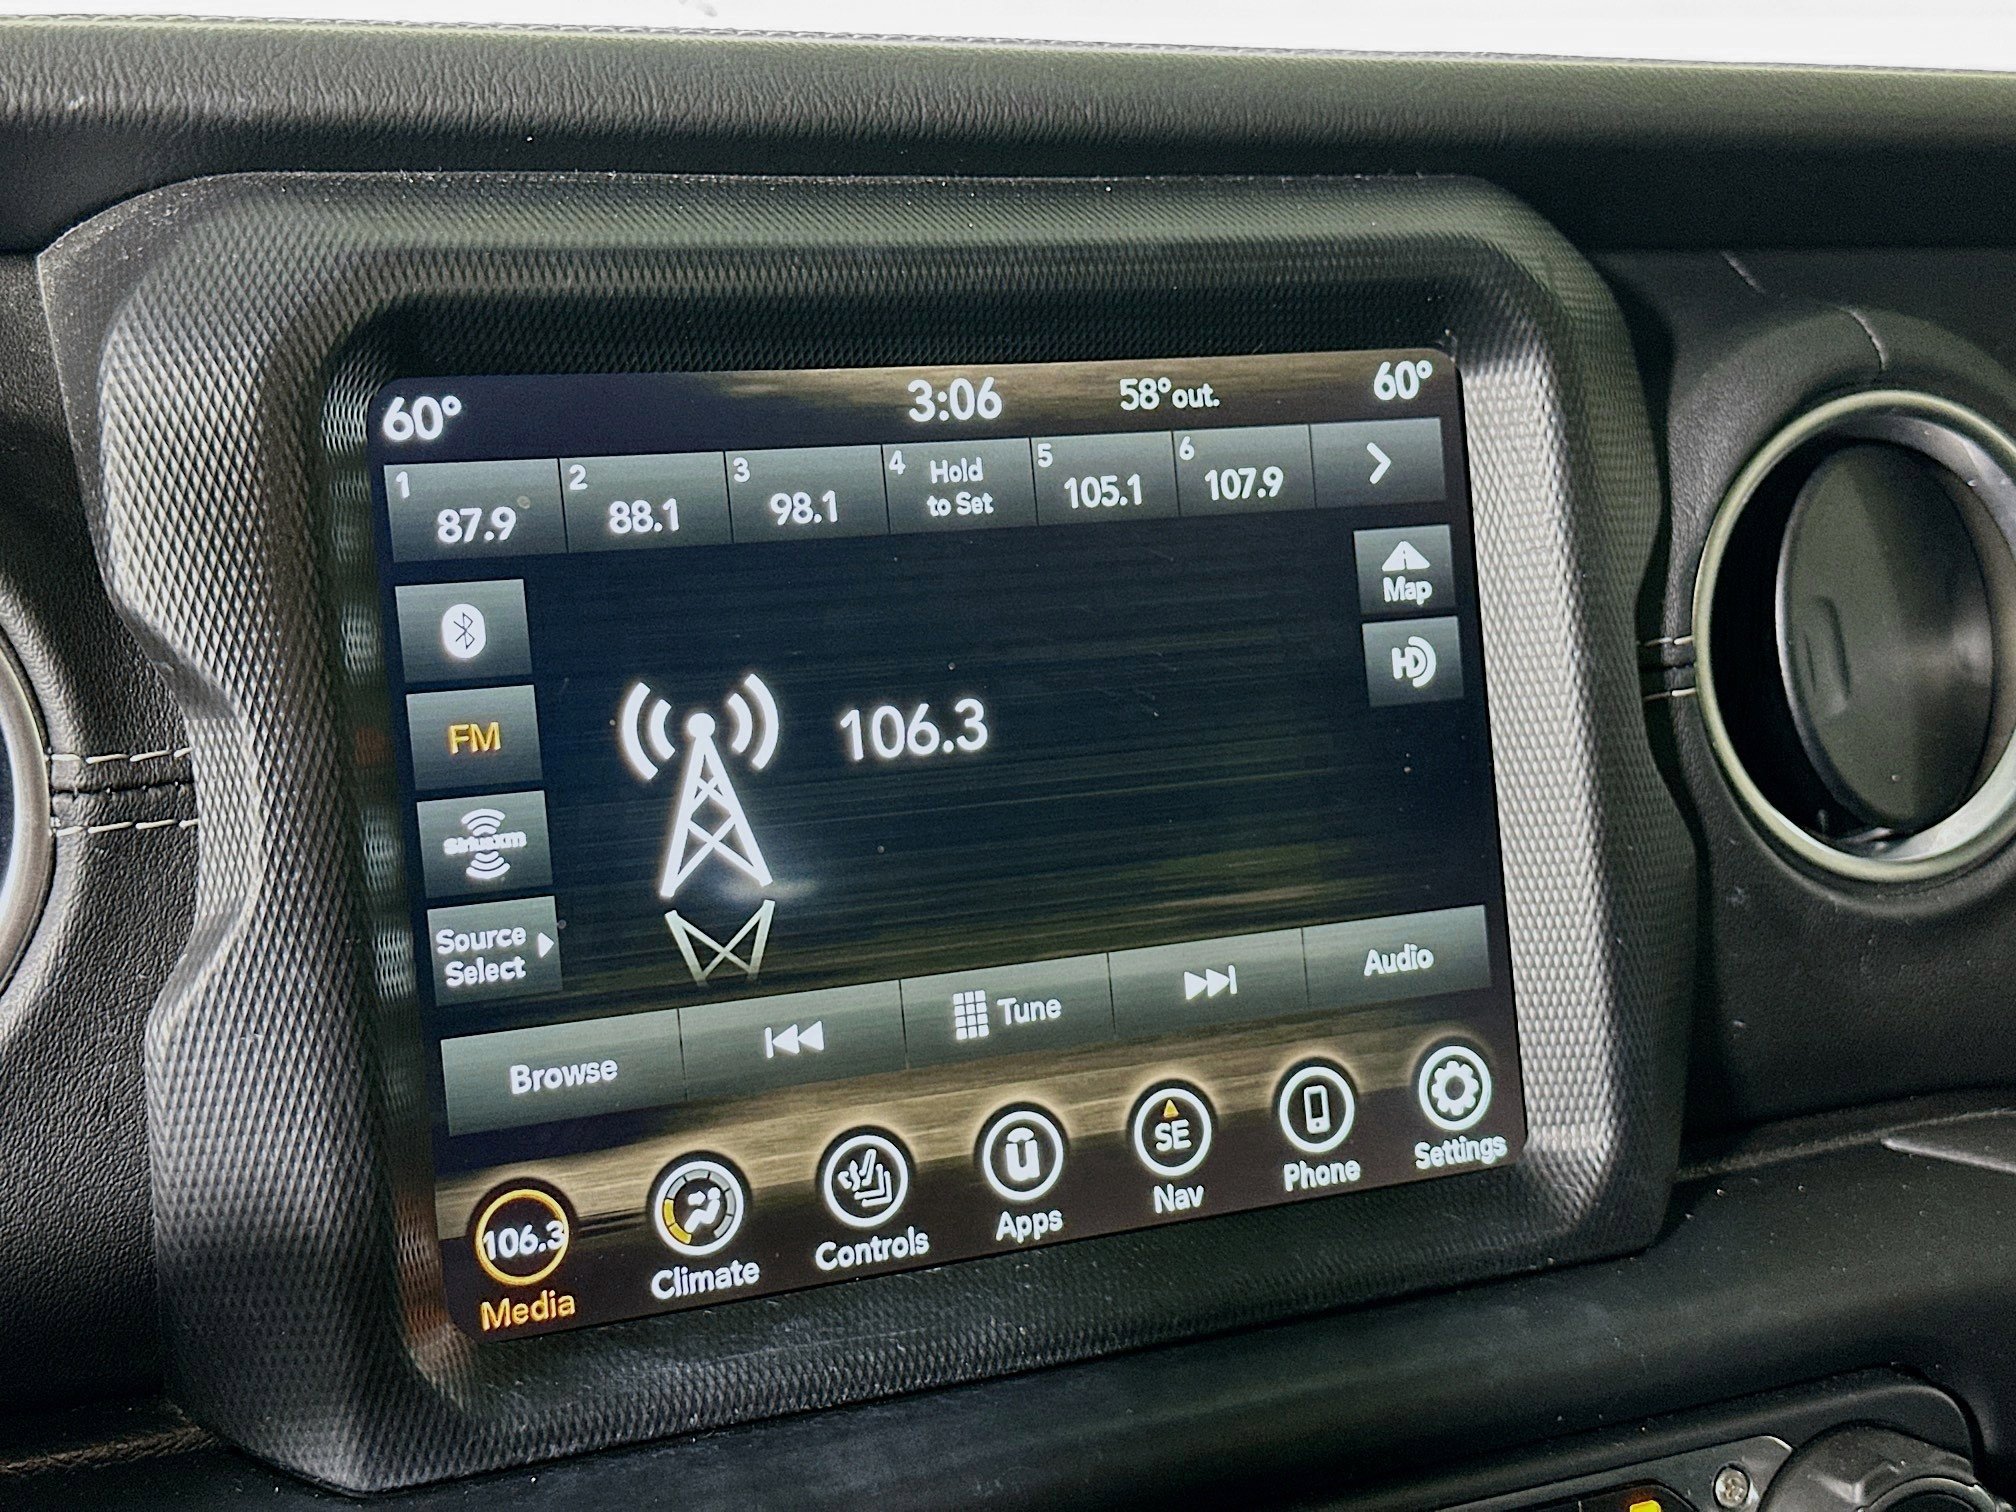 60° 3:06 58°out. 60°
1 2 3 4 Hold 5 6
87.9 88.1 98.1 to Set 105.1 107.9
Map
HD
FM
106.3
SiriusXM
Source
Select
Browse Tune Audio
106.3 SE
Media Climate Controls Apps Nav Phone Settings